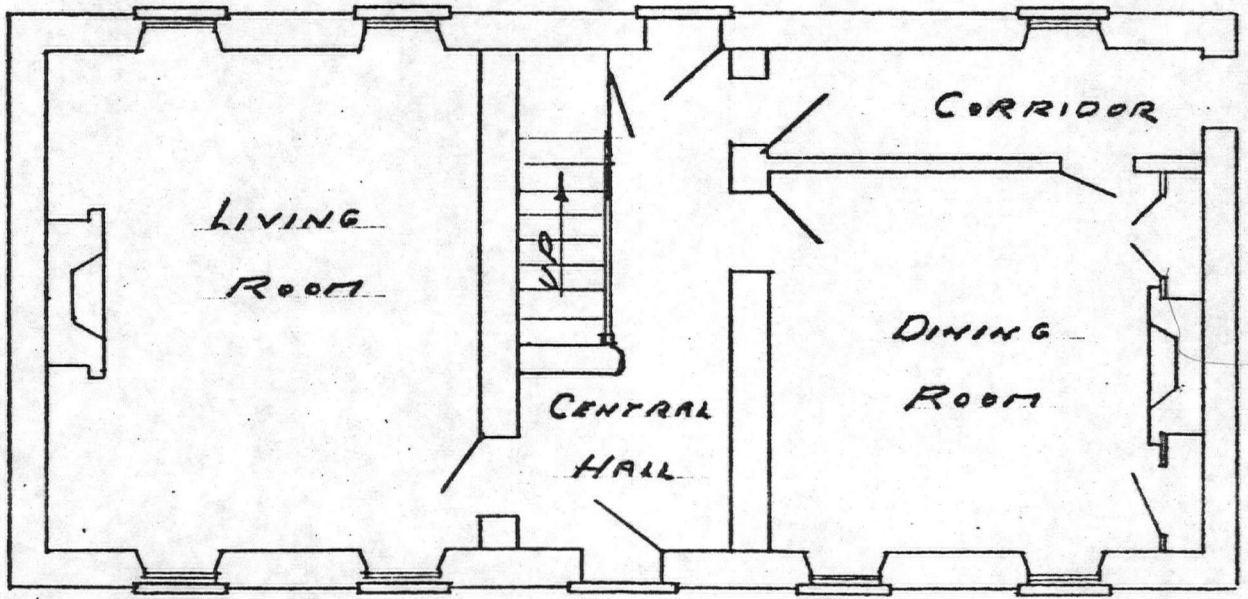 CORRIDOR
LIVING
ROOM
UP
DINING
ROOM
CENTRAL
HALL